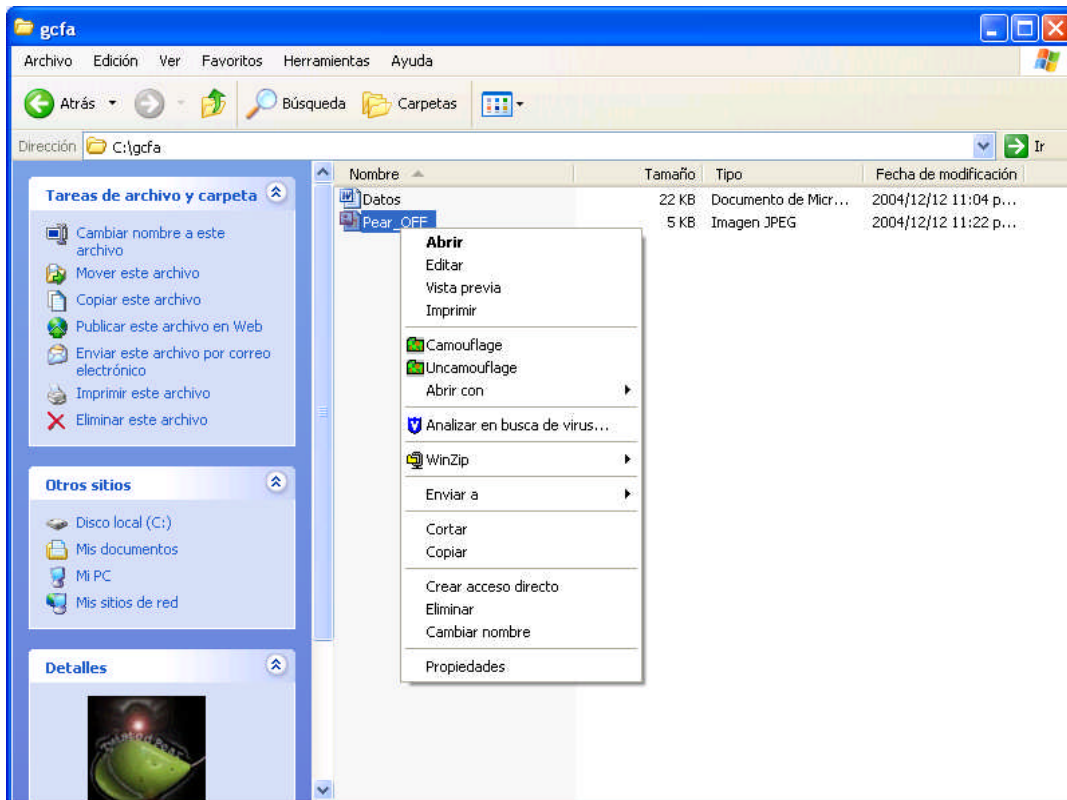 gcfa
Archivo Edición Ver Favoritos Herramientas Ayuda
Atrás Búsqueda Carpetas
Dirección C:\gcfa Ir
Tareas de archivo y carpeta
Cambiar nombre a este
archivo
Mover este archivo
Copiar este archivo
Publicar este archivo en Web
Enviar este archivo por correo
electrónico
Imprimir este archivo
Eliminar este archivo
Otros sitios
Disco local (C:)
Mis documentos
Mi PC
Mis sitios de red
Detalles
Nombre Tamaño Tipo Fecha de modificación
Datos 22 KB Documento de Micr... 2004/12/12 11:04 p...
Pear_OFF 5 KB Imagen JPEG 2004/12/12 11:22 p...
Abrir
Editar
Vista previa
Imprimir
Camouflage
Uncamouflage
Abrir con
Analizar en busca de virus...
WinZip
Enviar a
Cortar
Copiar
Crear acceso directo
Eliminar
Cambiar nombre
Propiedades